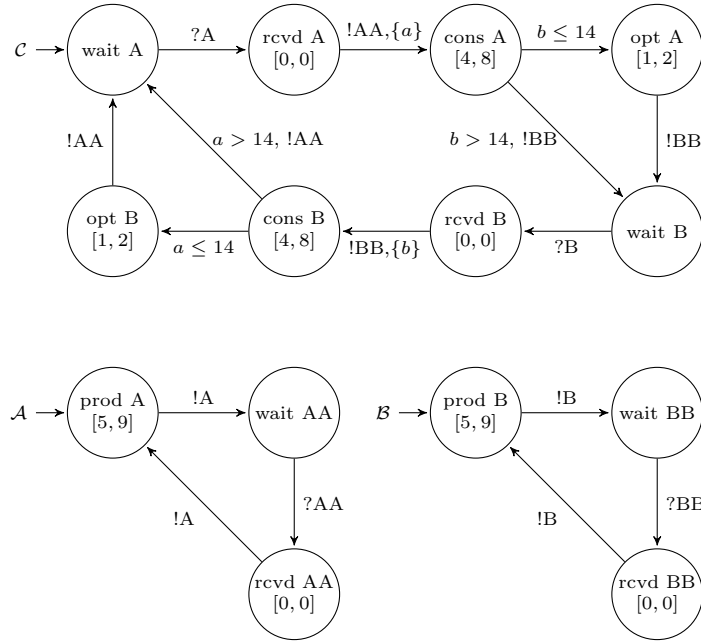 𝒞
wait A
?A
rcvd A
[0, 0]
!AA,{a}
cons A
[4, 8]
b ≤ 14
opt A
[1, 2]
!AA
a > 14, !AA
b > 14, !BB
!BB
opt B
[1, 2]
a ≤ 14
cons B
[4, 8]
!BB,{b}
rcvd B
[0, 0]
?B
wait B
𝒜
prod A
[5, 9]
!A
wait AA
?AA
!A
rcvd AA
[0, 0]
ℬ
prod B
[5, 9]
!B
wait BB
?BB
!B
rcvd BB
[0, 0]